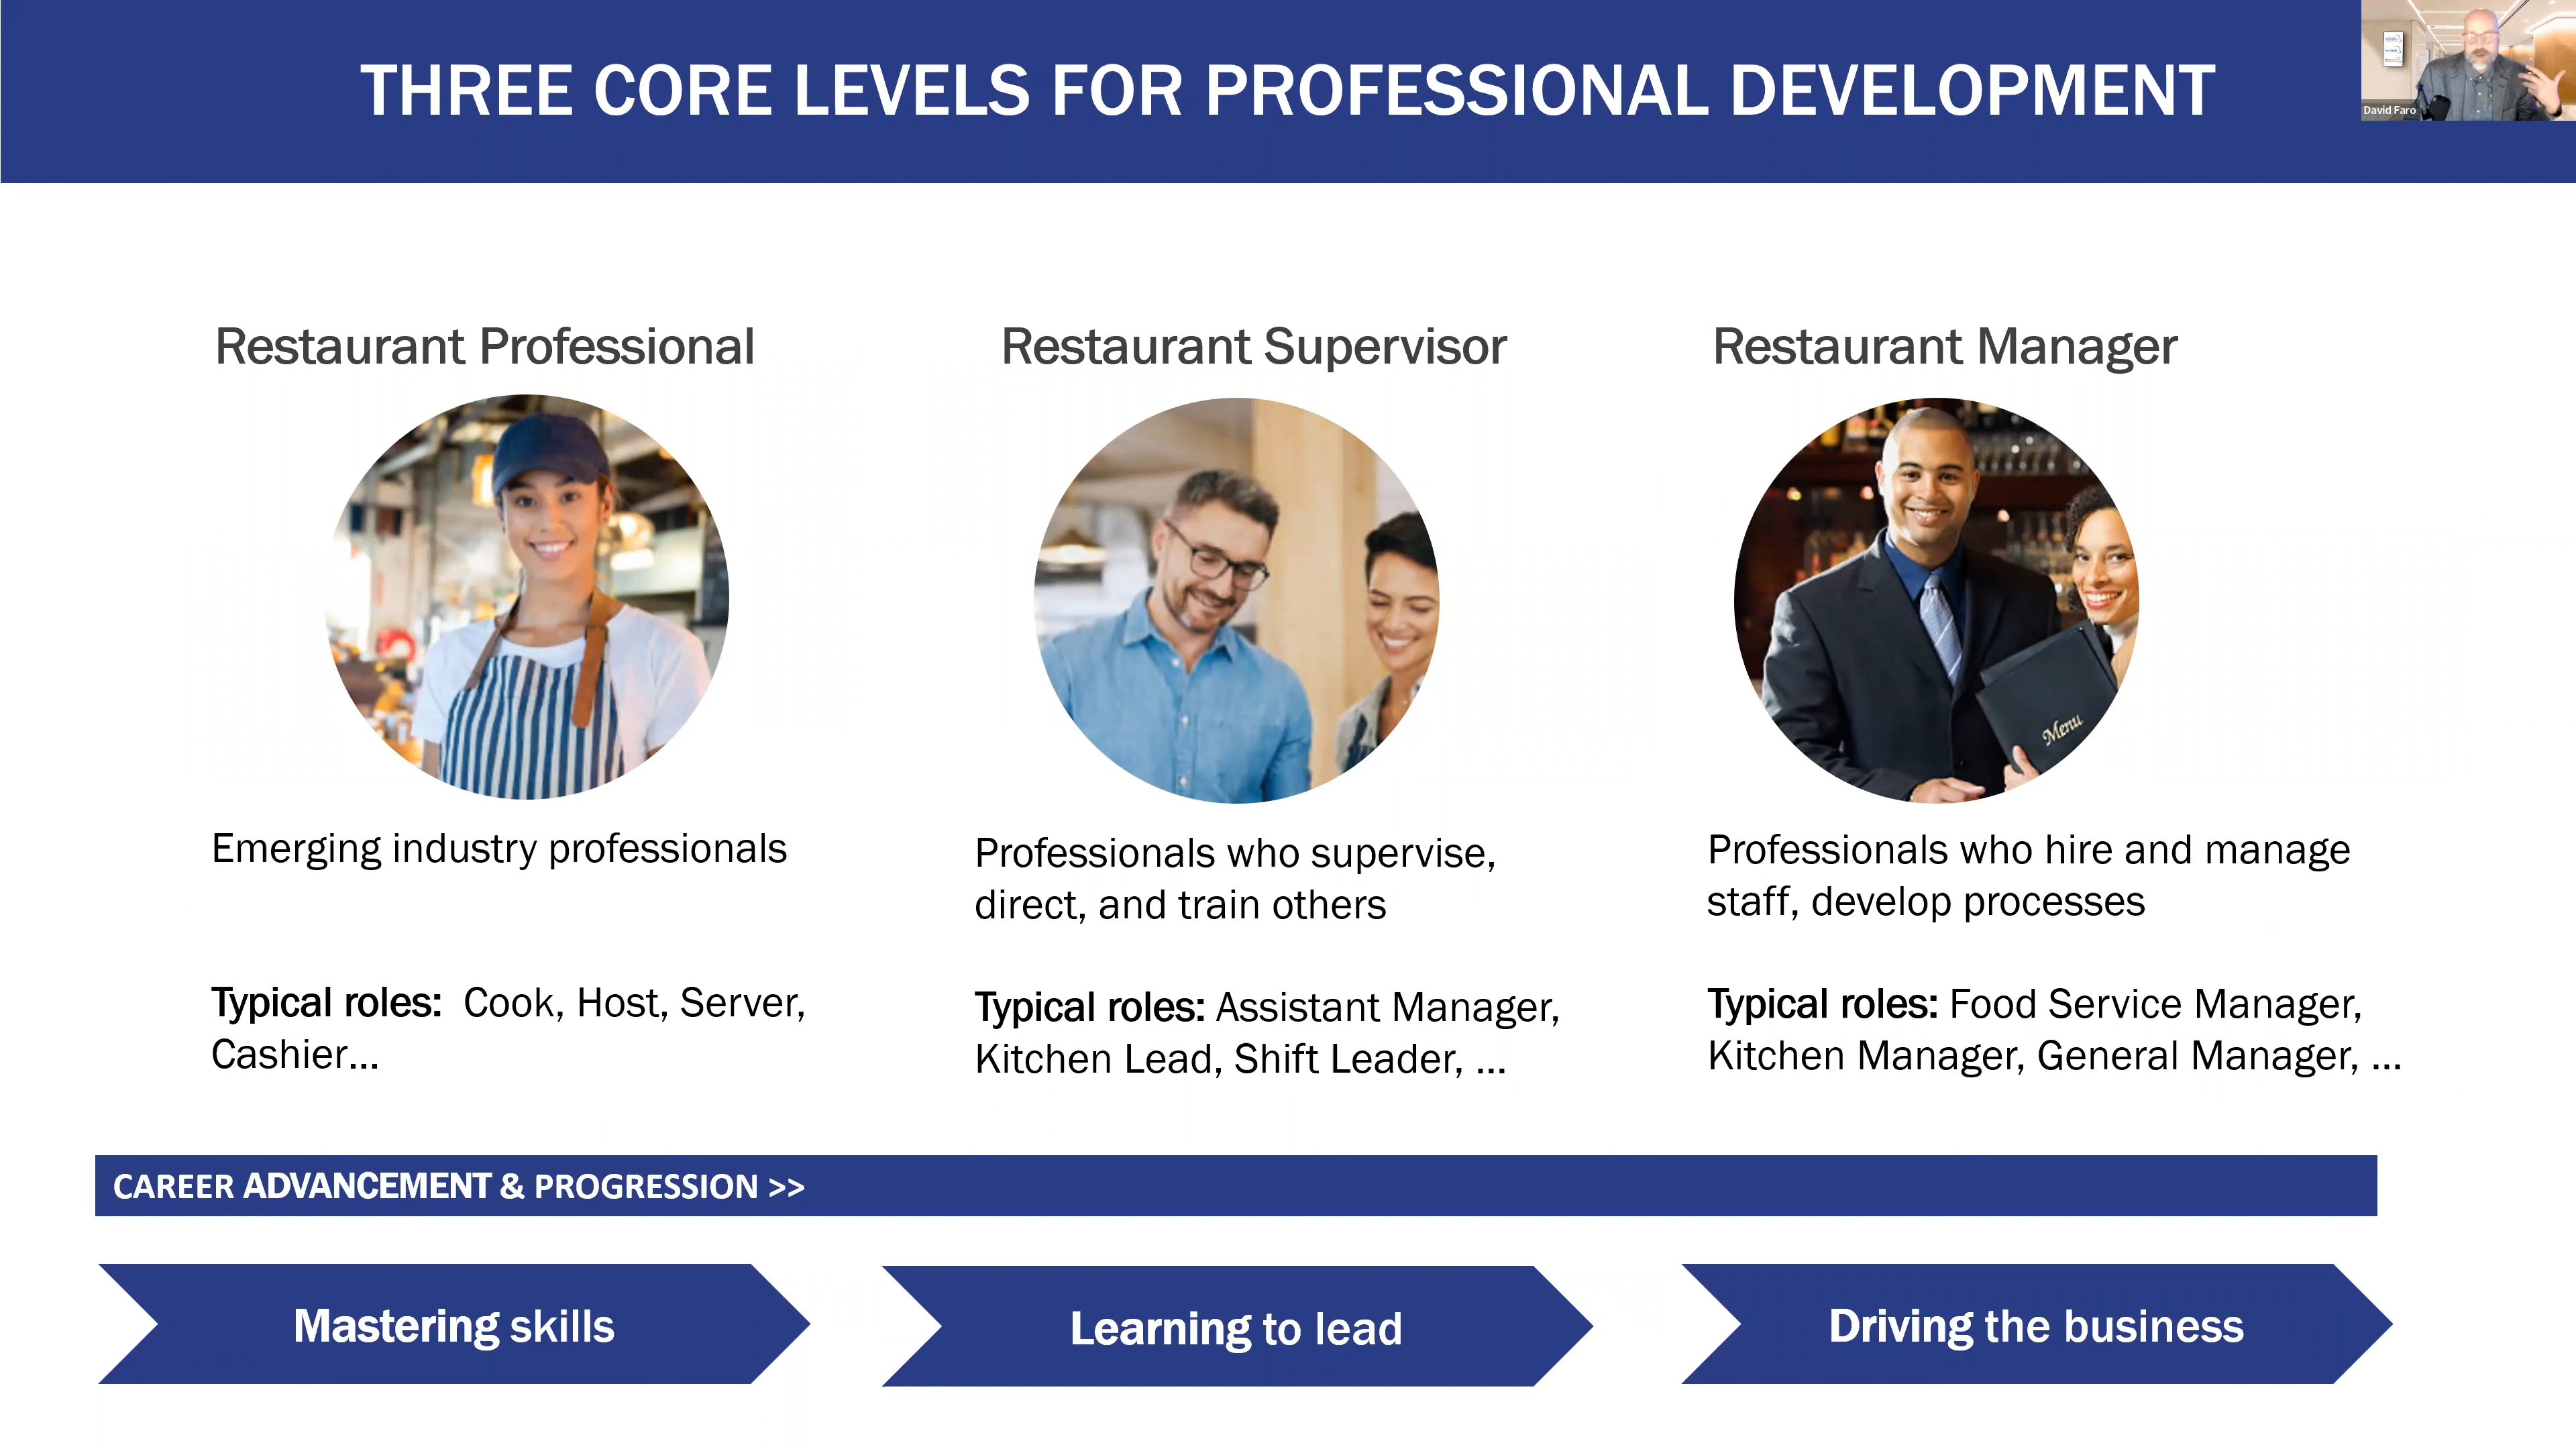 THREE CORE LEVELS FOR PROFESSIONAL DEVELOPMENT
David Faro
Restaurant Professional
Emerging industry professionals
Typical roles:  Cook, Host, Server,
Cashier...
Restaurant Supervisor
Professionals who supervise,
direct, and train others
Typical roles: Assistant Manager,
Kitchen Lead, Shift Leader, ...
Restaurant Manager
Menu
Professionals who hire and manage
staff, develop processes
Typical roles: Food Service Manager,
Kitchen Manager, General Manager, ...
CAREER ADVANCEMENT & PROGRESSION >>
Mastering skills
Learning to lead
Driving the business